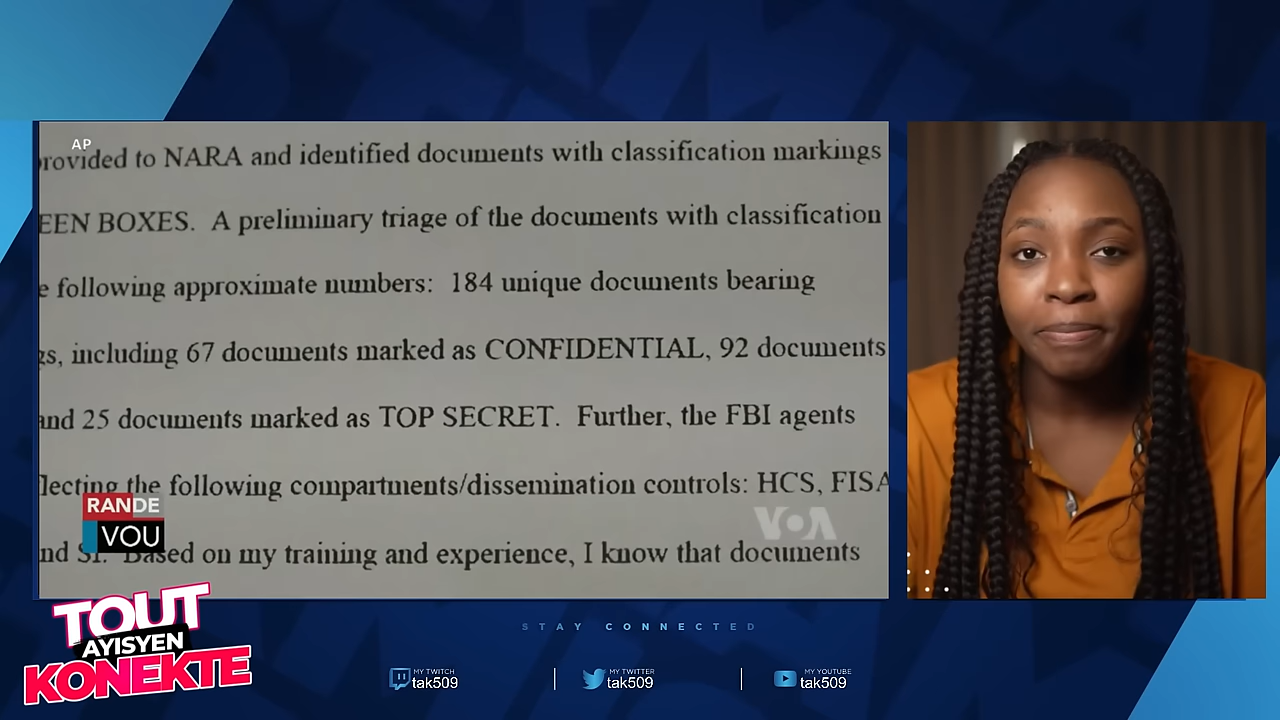 AP
rovided to NARA and identified documents with classification markings
EEN BOXES. A preliminary triage of the documents with classification
e following approximate numbers: 184 unique documents bearing
gs, including 67 documents marked as CONFIDENTIAL, 92 documents
and 25 documents marked as TOP SECRET. Further, the FBI agents
lecting the following compartments/dissemination controls: HCS, FISA
RANDE
VOU
VOA
nd SI. Based on my training and experience, I know that documents
TOUT
AYISYEN
KONEKTE
STAY CONNECTED
MY TWITCH
tak509
MY TWITTER
tak509
MY YOUTUBE
tak509